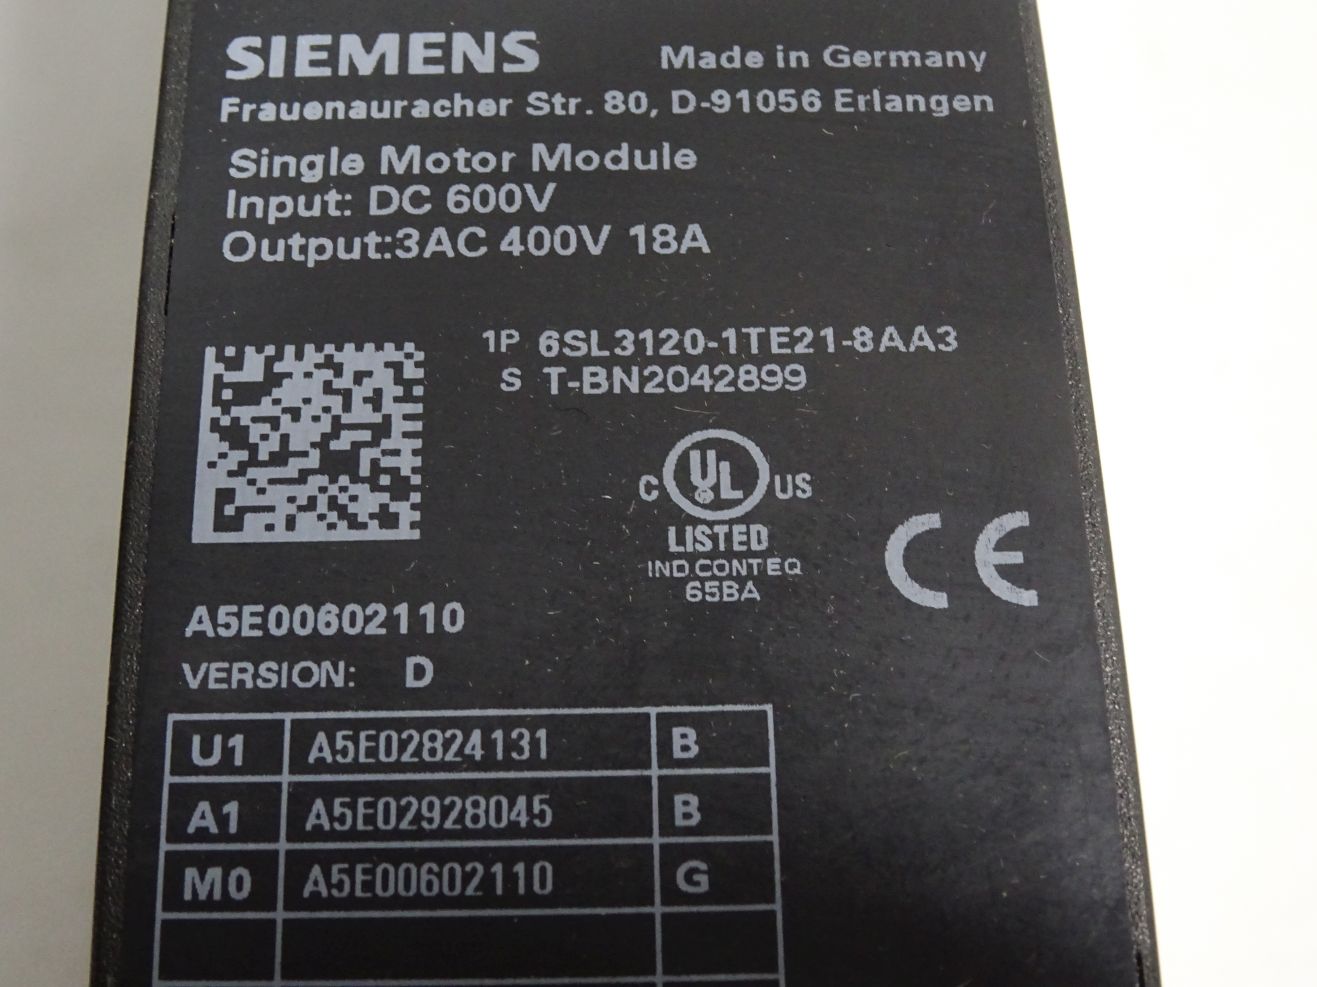 SIEMENS
Made in Germany
Frauenauracher Str. 80, D-91056 Erlangen
Single Motor Module
Input: DC 600V
Output:3AC 400V 18A
1P 6SL3120-1TE21-8AA3
S T-BN2042899
C UL US
LISTED
IND.CONT.EQ
65BA
CE
A5E00602110
VERSION: D
U1 A5E02824131 B
A1 A5E02928045 B
M0 A5E00602110 G